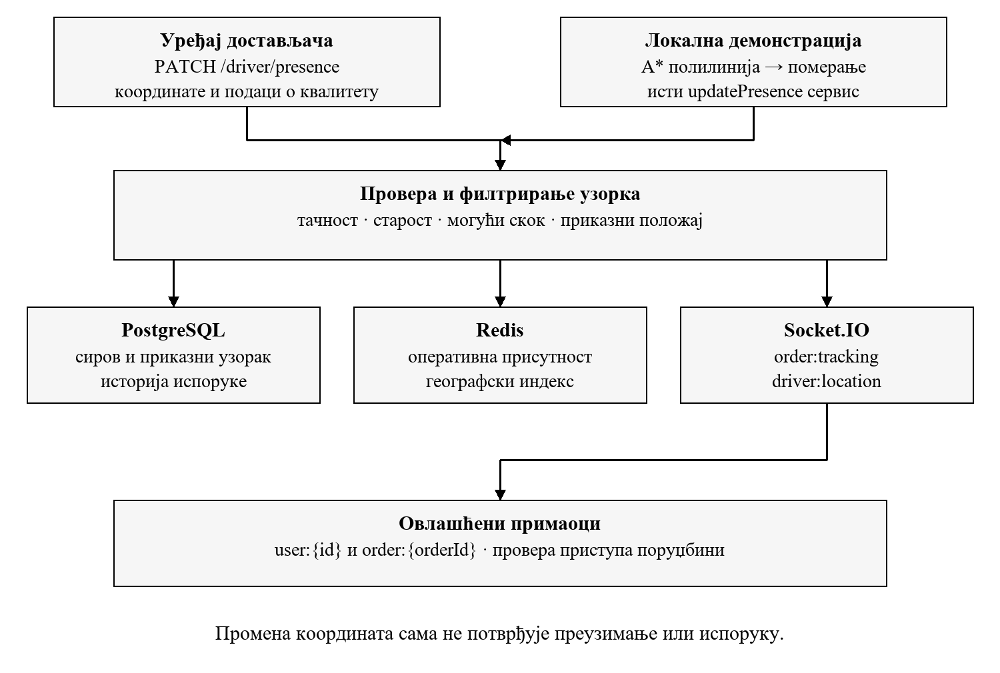 Уређај достављача
PATCH /driver/presence
координате и подаци о квалитету
Локална демонстрација
A* полилинија → померање
исти updatePresence сервис
Провера и филтрирање узорка
тачност · старост · могући скок · приказни положај
PostgreSQL
сиров и приказни узорак
историја испоруке
Redis
оперативна присутност
географски индекс
Socket.IO
order:tracking
driver:location
Овлашћени примаоци
user:{id} и order:{orderId} · провера приступа поруџбини
Промена координата сама не потврђује преузимање или испоруку.